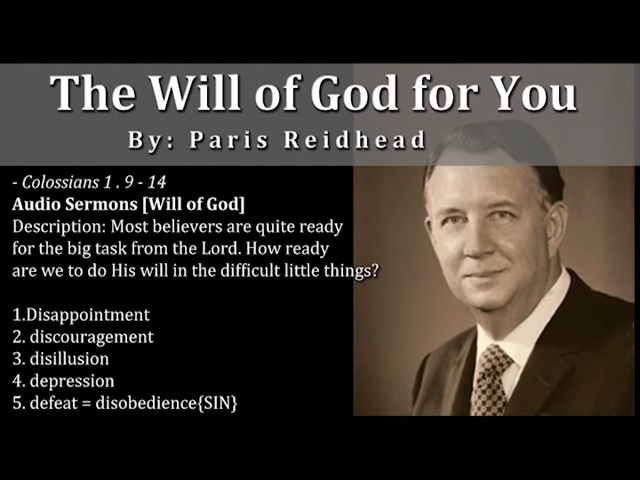 The Will of God for You
By: Paris Reidhead
- Colossians 1 . 9 - 14
Audio Sermons [Will of God]
Description: Most believers are quite ready
for the big task from the Lord. How ready
are we to do His will in the difficult little things?
1.Disappointment
2. discouragement
3. disillusion
4. depression
5. defeat = disobedience{SIN}